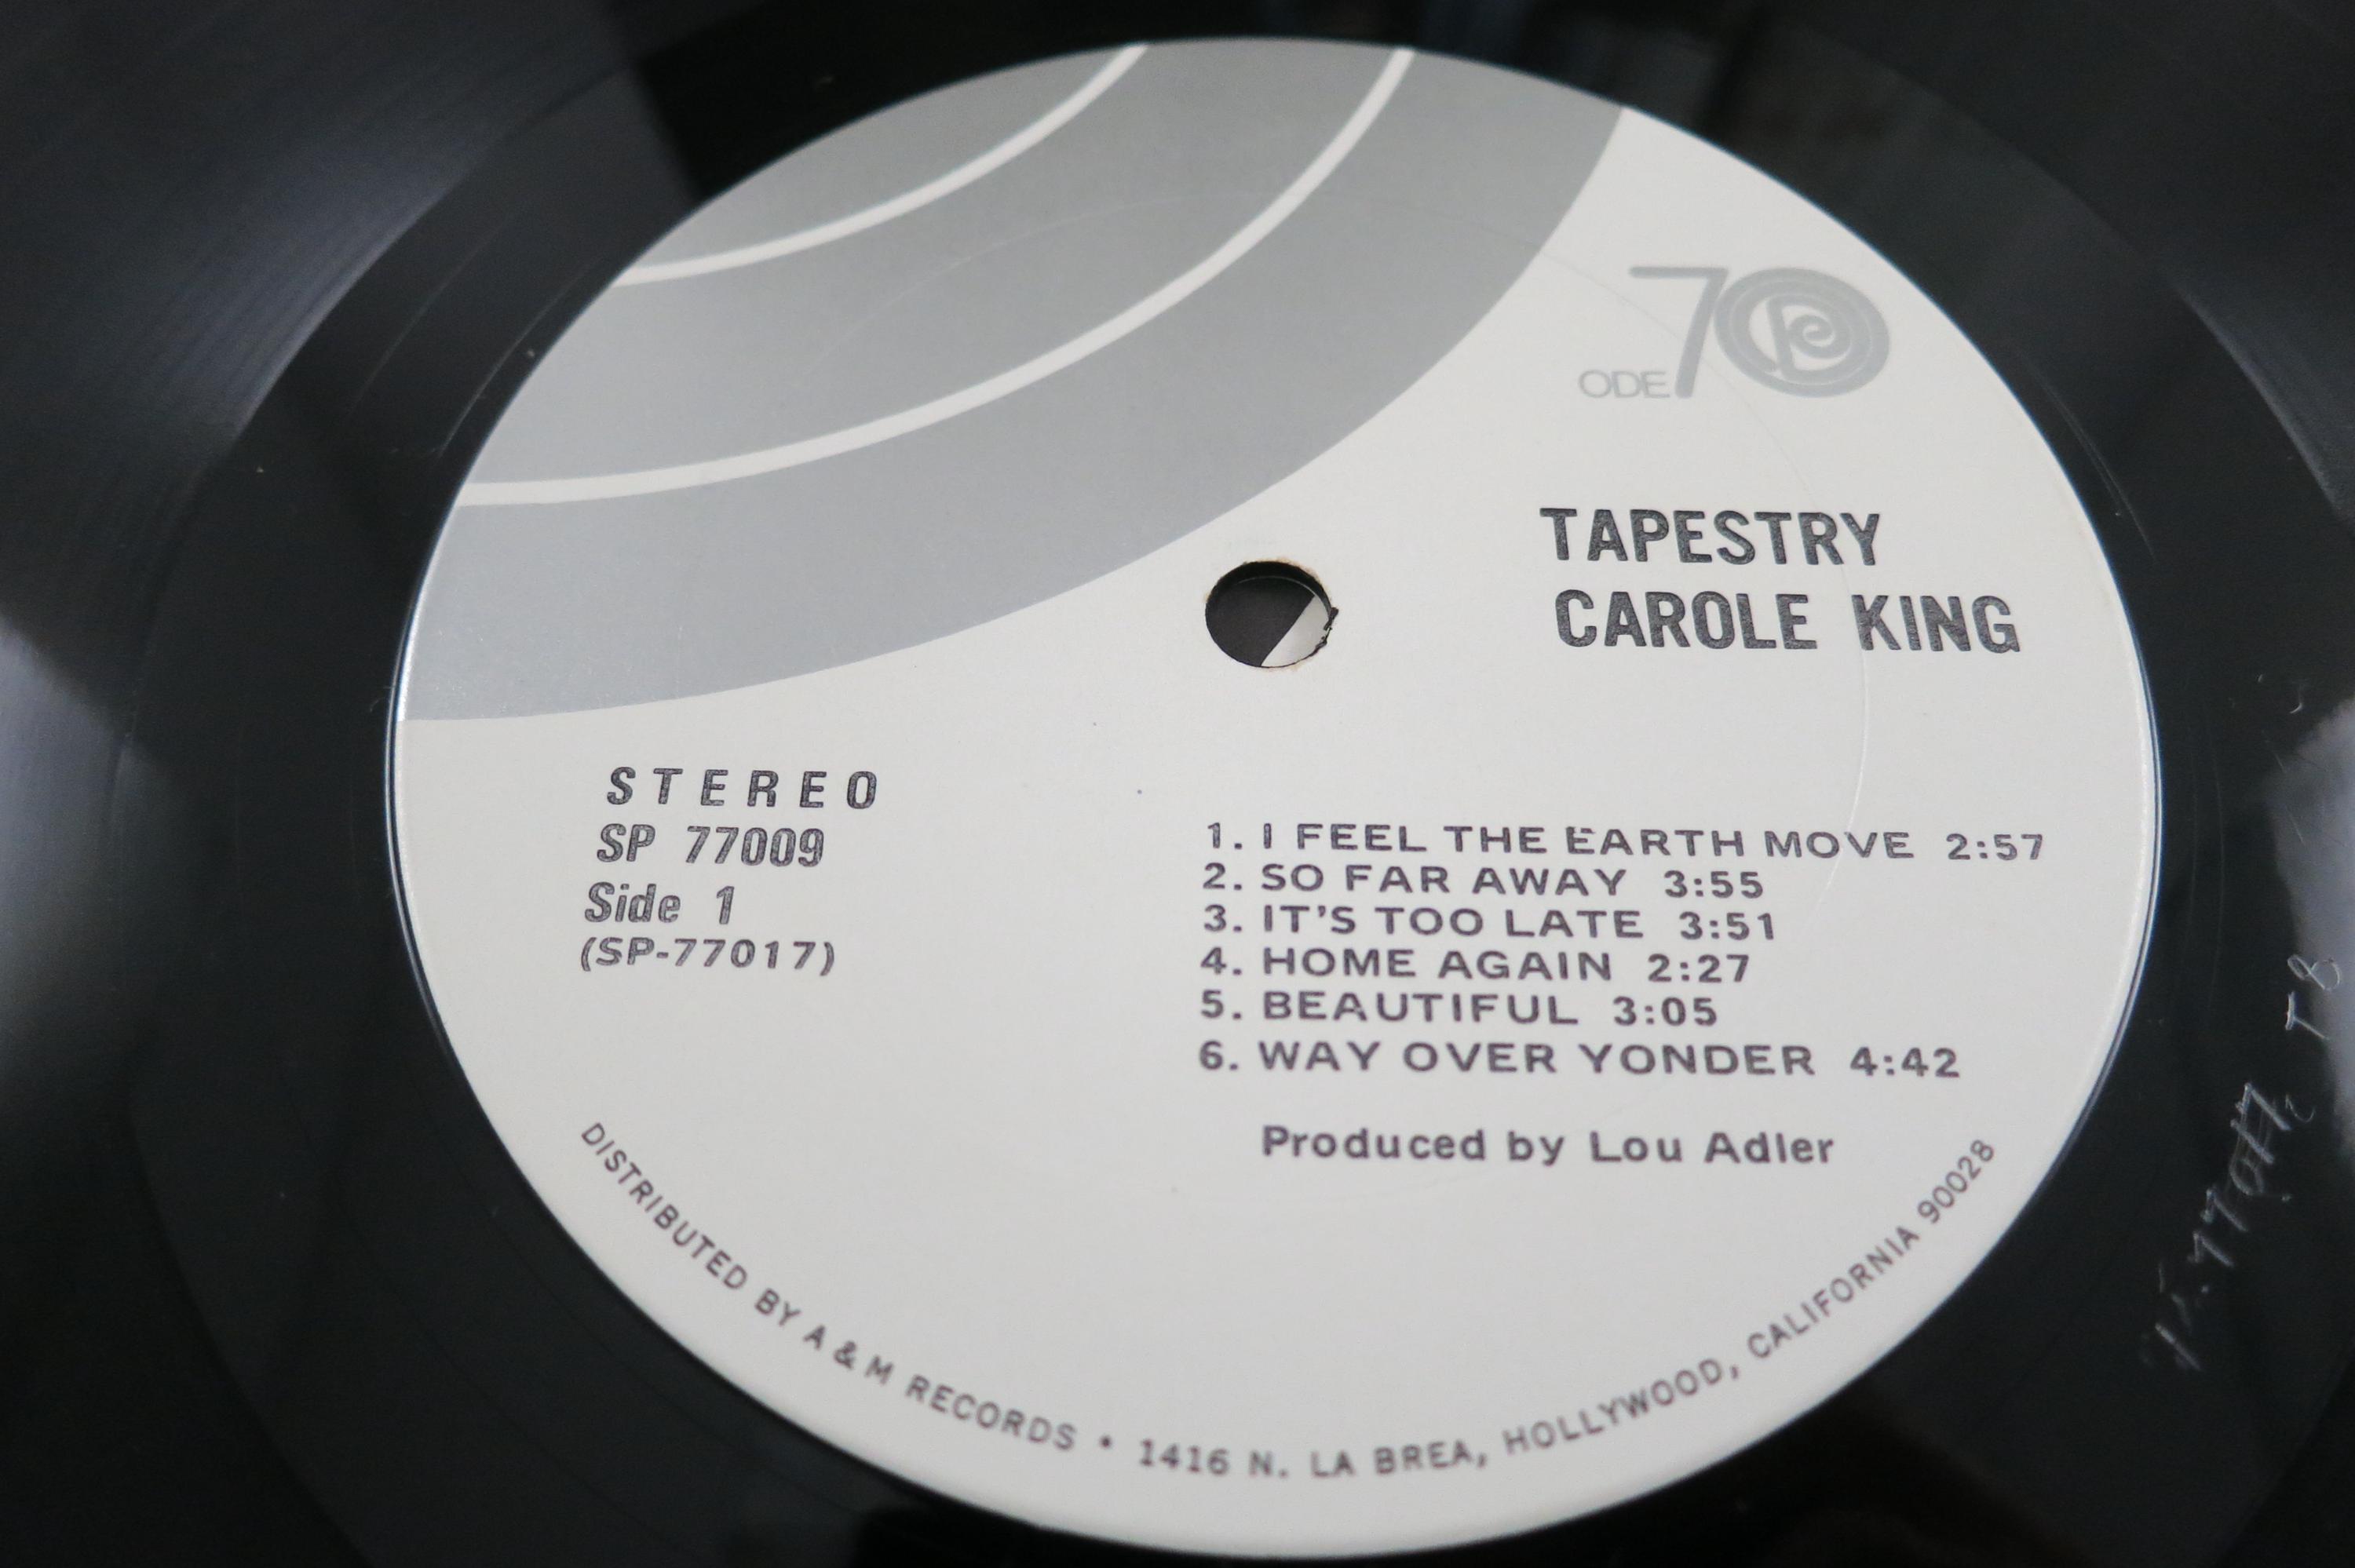 ODE 70
TAPESTRY
CAROLE KING
STEREO
SP 77009
Side 1
(SP-77017)
1. I FEEL THE EARTH MOVE 2:57
2. SO FAR AWAY 3:55
3. IT'S TOO LATE 3:51
4. HOME AGAIN 2:27
5. BEAUTIFUL 3:05
6. WAY OVER YONDER 4:42
Produced by Lou Adler
DISTRIBUTED BY A & M RECORDS • 1416 N. LA BREA, HOLLYWOOD, CALIFORNIA 90028